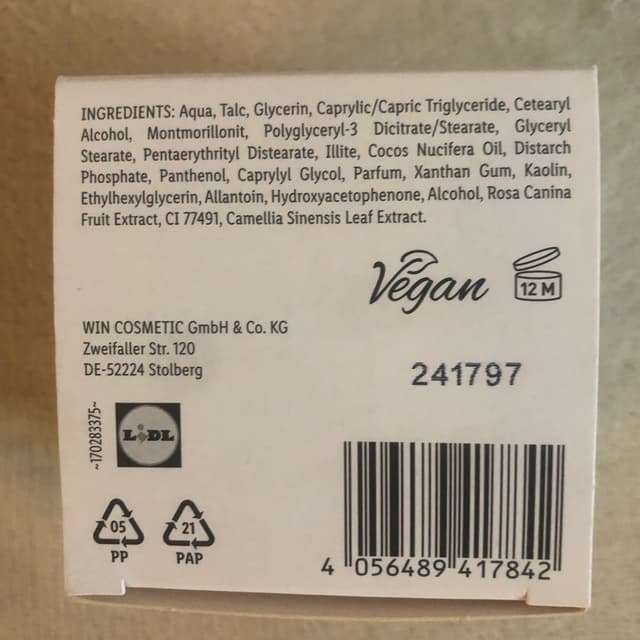 INGREDIENTS: Aqua, Talc, Glycerin, Caprylic/Capric Triglyceride, Cetearyl
Alcohol, Montmorillonit, Polyglyceryl-3 Dicitrate/Stearate, Glyceryl
Stearate, Pentaerythrityl Distearate, Illite, Cocos Nucifera Oil, Distarch
Phosphate, Panthenol, Caprylyl Glycol, Parfum, Xanthan Gum, Kaolin,
Ethylhexylglycerin, Allantoin, Hydroxyacetophenone, Alcohol, Rosa Canina
Fruit Extract, CI 77491, Camellia Sinensis Leaf Extract.
Vegan
12 M
WIN COSMETIC GmbH & Co. KG
Zweifaller Str. 120
DE-52224 Stolberg
241797
~170283375~
LIDL
05
PP
21
PAP
4 056489 417842